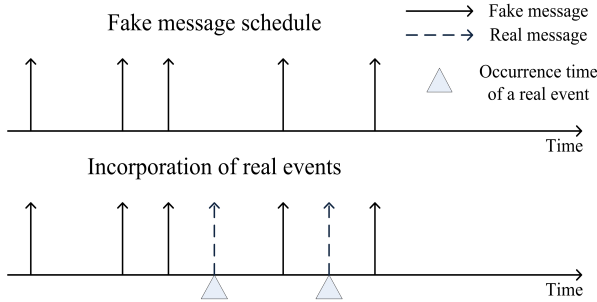 Fake message schedule
Fake message
Real message
Occurrence time
of a real event
Time
Incorporation of real events
Time